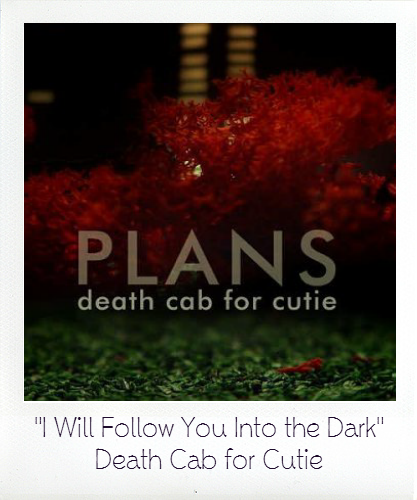 PLANS
death cab for cutie
"I Will Follow You Into the Dark"
Death Cab for Cutie